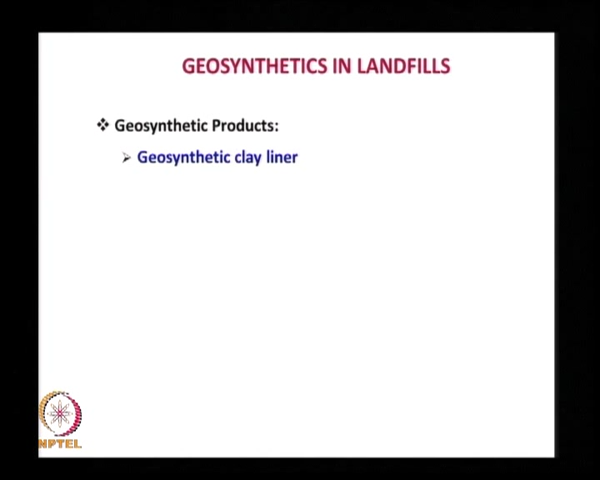 GEOSYNTHETICS IN LANDFILLS
❖ Geosynthetic Products:
➢ Geosynthetic clay liner
NPTEL